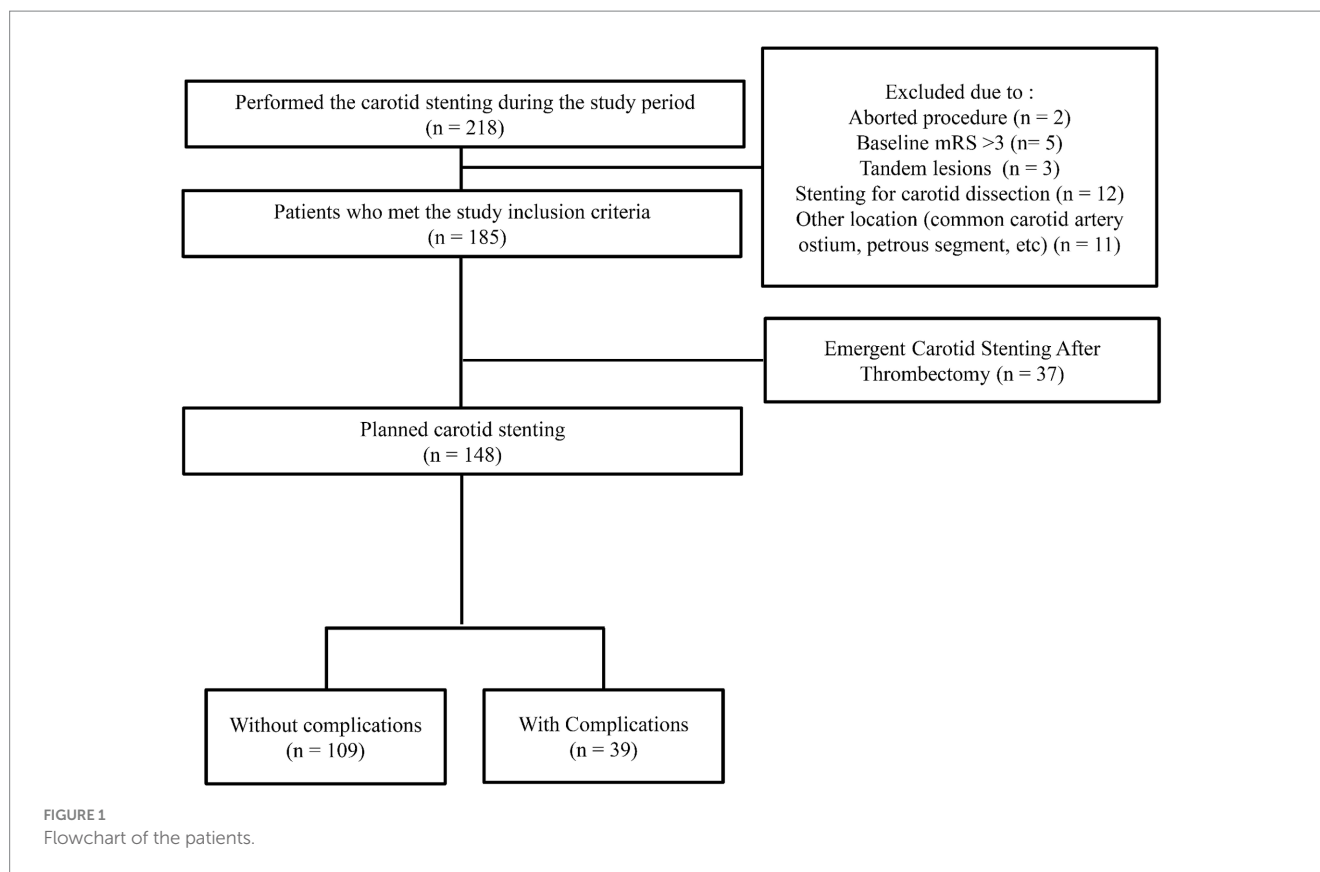 Performed the carotid stenting during the study period
(n = 218)
Excluded due to :
Aborted procedure (n = 2)
Baseline mRS >3 (n= 5)
Tandem lesions (n = 3)
Stenting for carotid dissection (n = 12)
Other location (common carotid artery
ostium, petrous segment, etc) (n = 11)
Patients who met the study inclusion criteria
(n = 185)
Emergent Carotid Stenting After
Thrombectomy (n = 37)
Planned carotid stenting
(n = 148)
Without complications
(n = 109)
With Complications
(n = 39)
FIGURE 1
Flowchart of the patients.